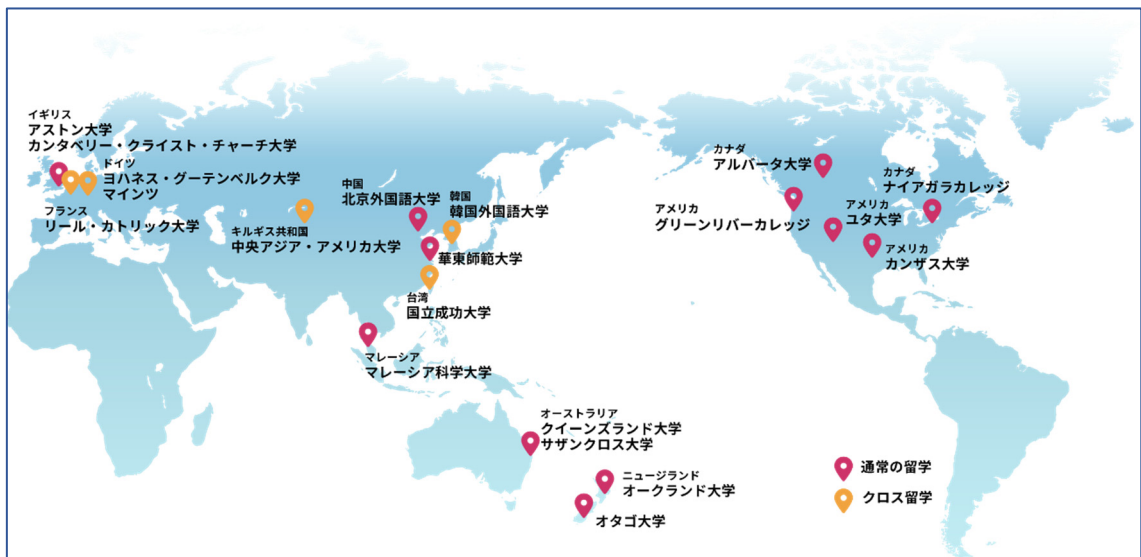 イギリス
アストン大学
カンタベリー・クライスト・チャーチ大学
ドイツ
ヨハネス・グーテンベルク大学
マインツ
フランス
リール・カトリック大学
キルギス共和国
中央アジア・アメリカ大学
中国
北京外国語大学
韓国
韓国外国語大学
華東師範大学
台湾
国立成功大学
マレーシア
マレーシア科学大学
オーストラリア
クイーンズランド大学
サザンクロス大学
ニュージランド
オークランド大学
オタゴ大学
カナダ
アルバータ大学
カナダ
ナイアガラカレッジ
アメリカ
グリーンリバーカレッジ
アメリカ
ユタ大学
アメリカ
カンザス大学
通常の留学
クロス留学